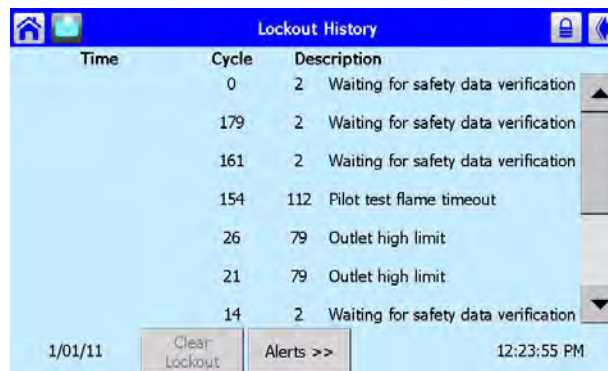 Lockout History
Time Cycle Description
0 2 Waiting for safety data verification
179 2 Waiting for safety data verification
161 2 Waiting for safety data verification
154 112 Pilot test flame timeout
26 79 Outlet high limit
21 79 Outlet high limit
14 2 Waiting for safety data verification
1/01/11 Clear Lockout Alerts >> 12:23:55 PM